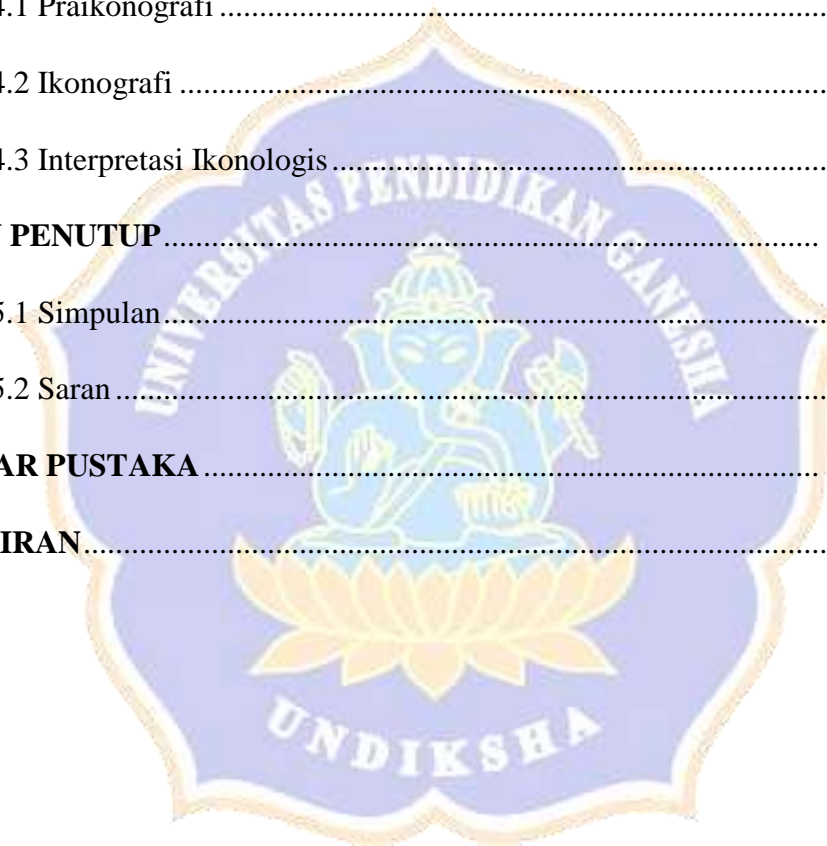 4.1 Praikonografi ....................................................................................
4.2 Ikonografi .........................................................................................
4.3 Interpretasi Ikonologis .....................................................................
PENUTUP ..................................................................................
5.1 Simpulan ..........................................................................................
5.2 Saran ................................................................................................
AR PUSTAKA ............................................................................
IRAN ............................................................................................
UNIVERSITAS PENDIDIKAN GANESHA
UNDIKSHA